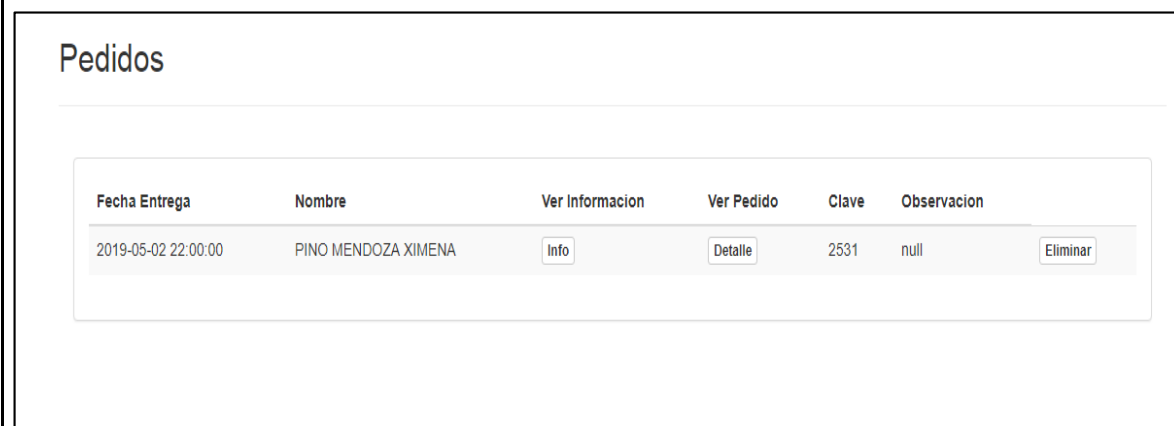 Pedidos
Fecha Entrega Nombre Ver Informacion Ver Pedido Clave Observacion
2019-05-02 22:00:00 PINO MENDOZA XIMENA Info Detalle 2531 null Eliminar